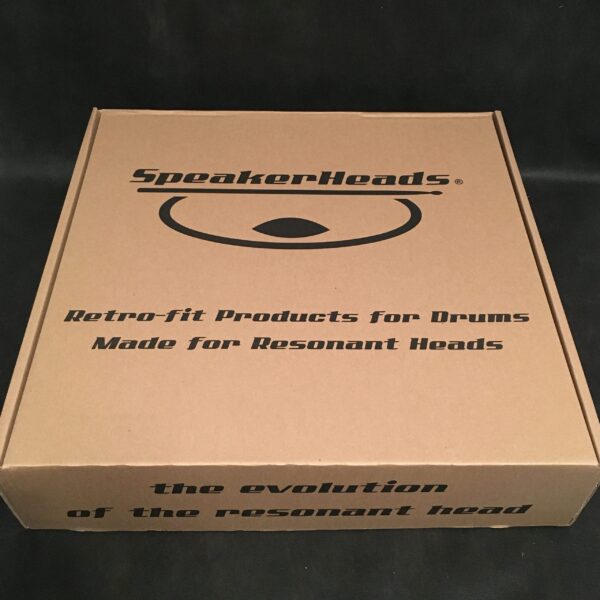 SpeakerHeads®
Retro-fit Products for Drums
Made for Resonant Heads
the evolution
of the resonant head